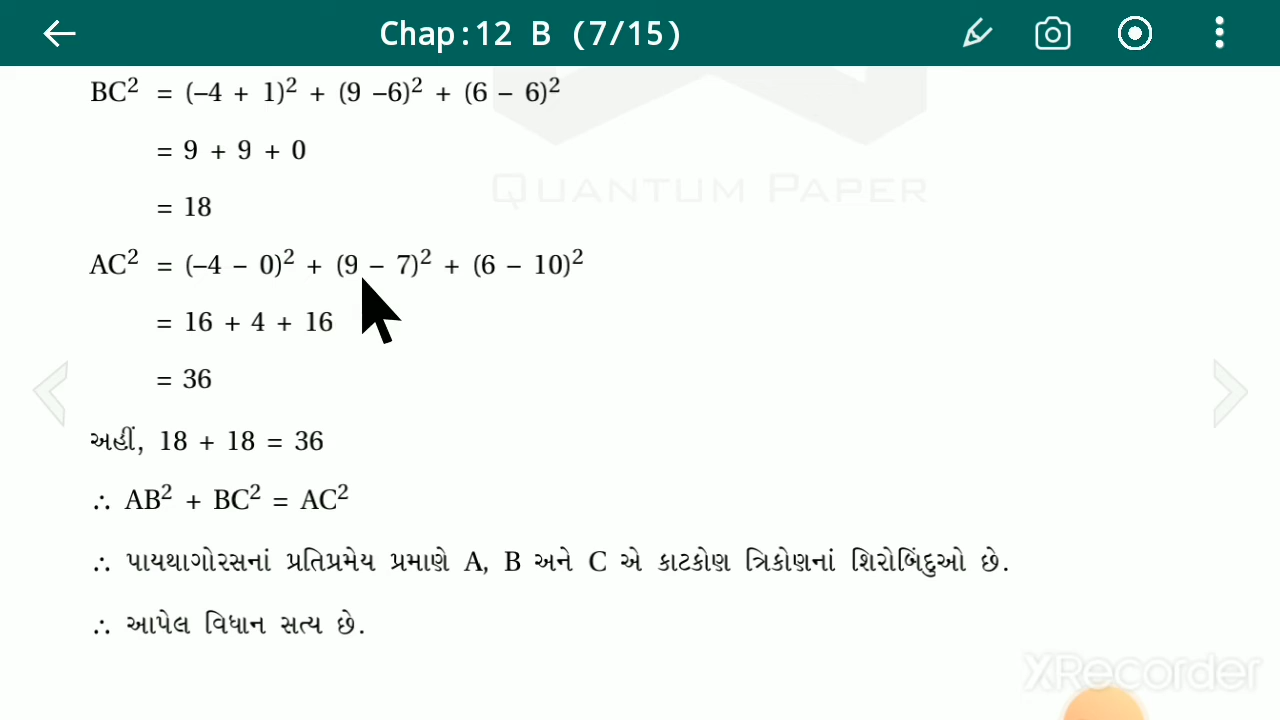 Chap:12 B (7/15)
BC² = (–4 + 1)² + (9 –6)² + (6 – 6)²
= 9 + 9 + 0
QUANTUM PAPER
= 18
AC² = (–4 – 0)² + (9 – 7)² + (6 – 10)²
= 16 + 4 + 16
= 36
અહીં, 18 + 18 = 36
∴ AB² + BC² = AC²
∴ પાયથાગોરસનાં પ્રતિપ્રમેય પ્રમાણે A, B અને C એ કાટકોણ ત્રિકોણનાં શિરોબિંદુઓ છે.
∴ આપેલ વિધાન સત્ય છે.
XRecorder